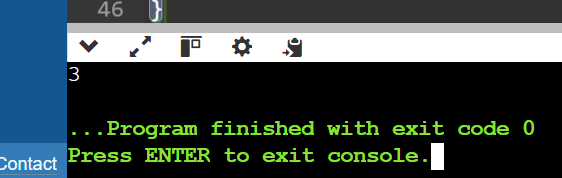 46 }
3
...Program finished with exit code 0
Press ENTER to exit console.
Contact